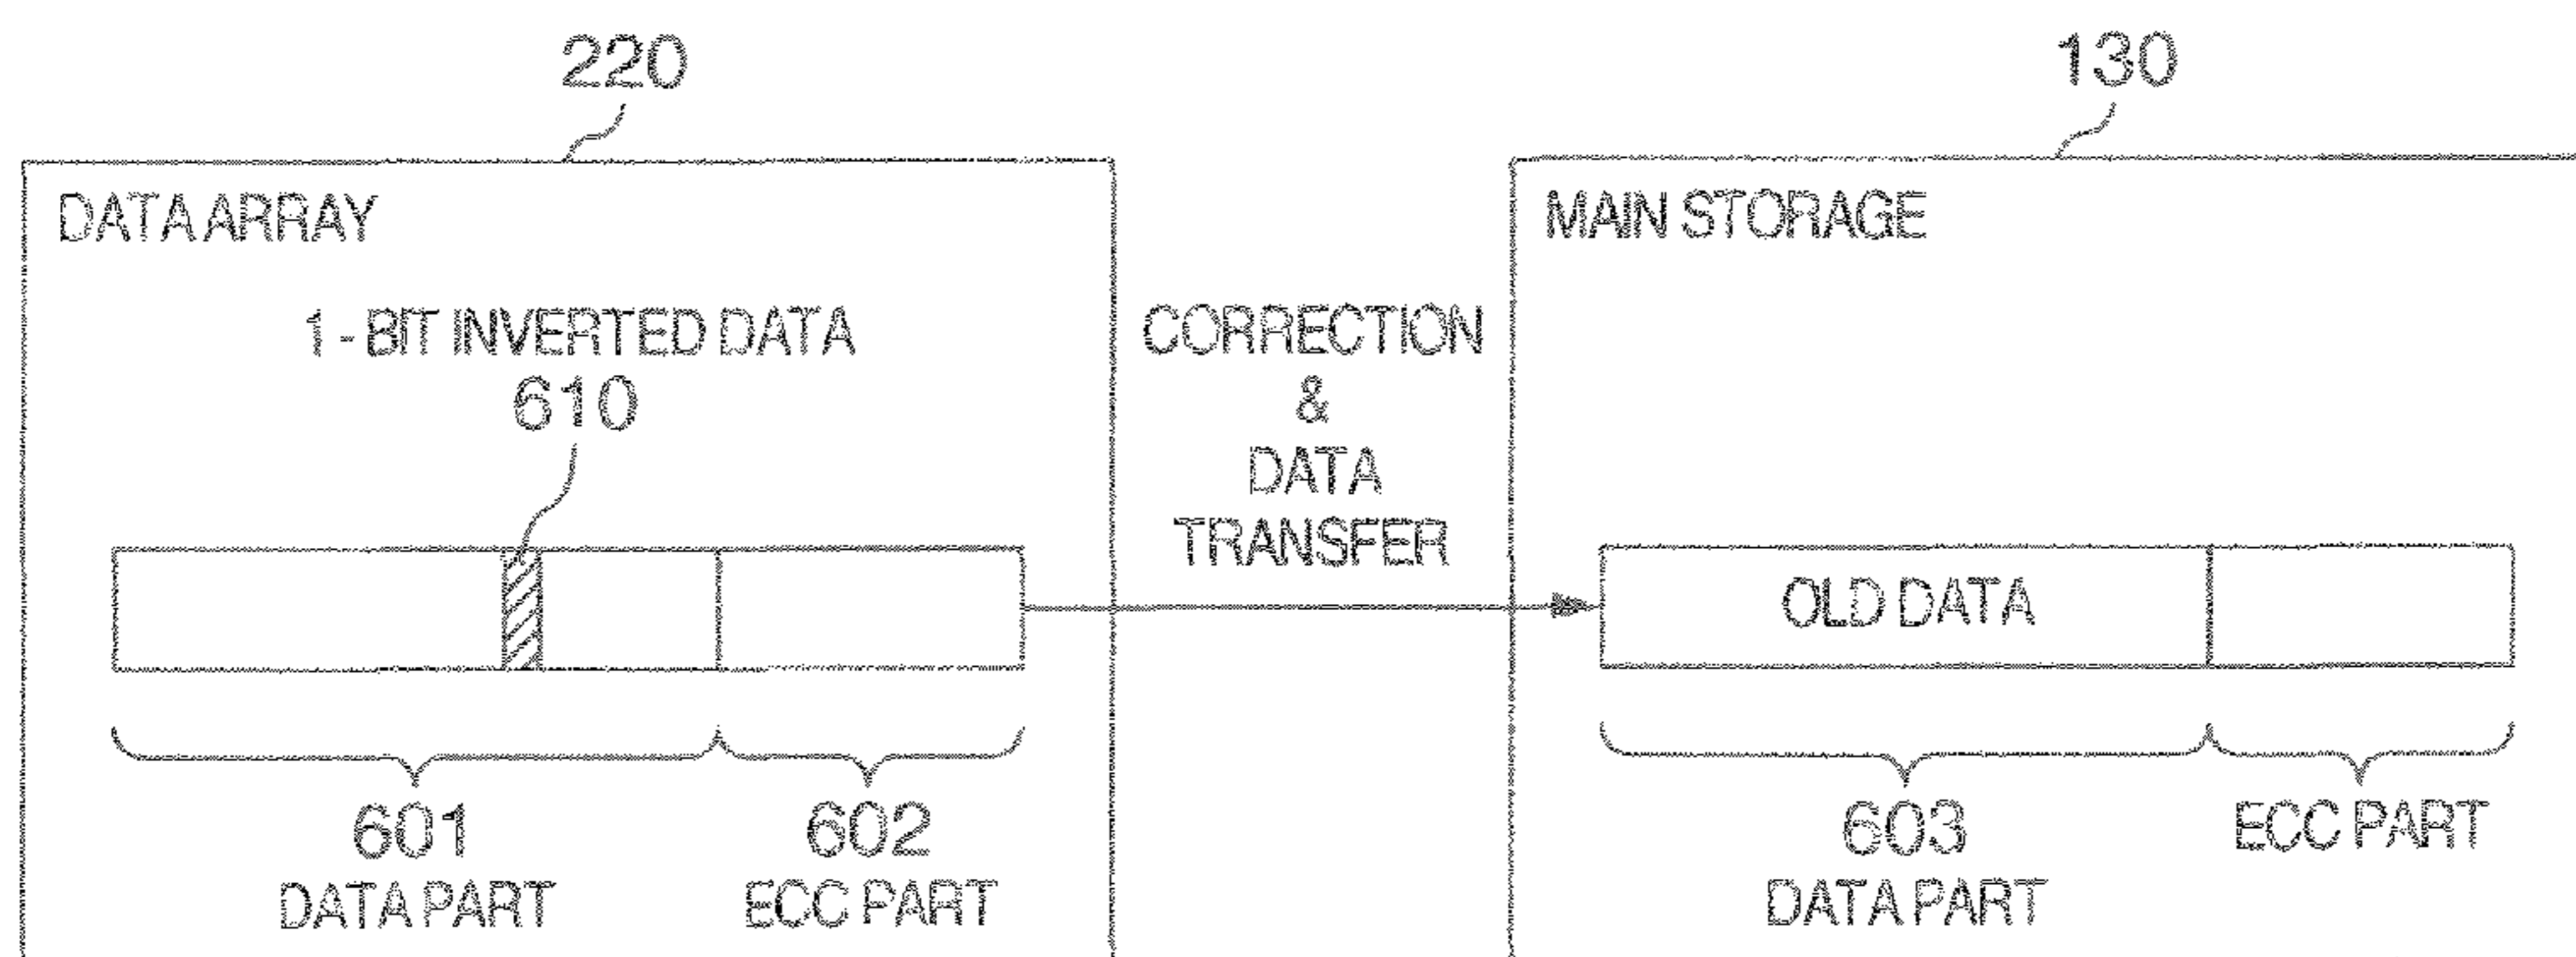 220
130
DATA ARRAY
MAIN STORAGE
1 - BIT INVERTED DATA
610
CORRECTION
&
DATA
TRANSFER
OLD DATA
601
DATA PART
602
ECC PART
603
DATA PART
ECC PART